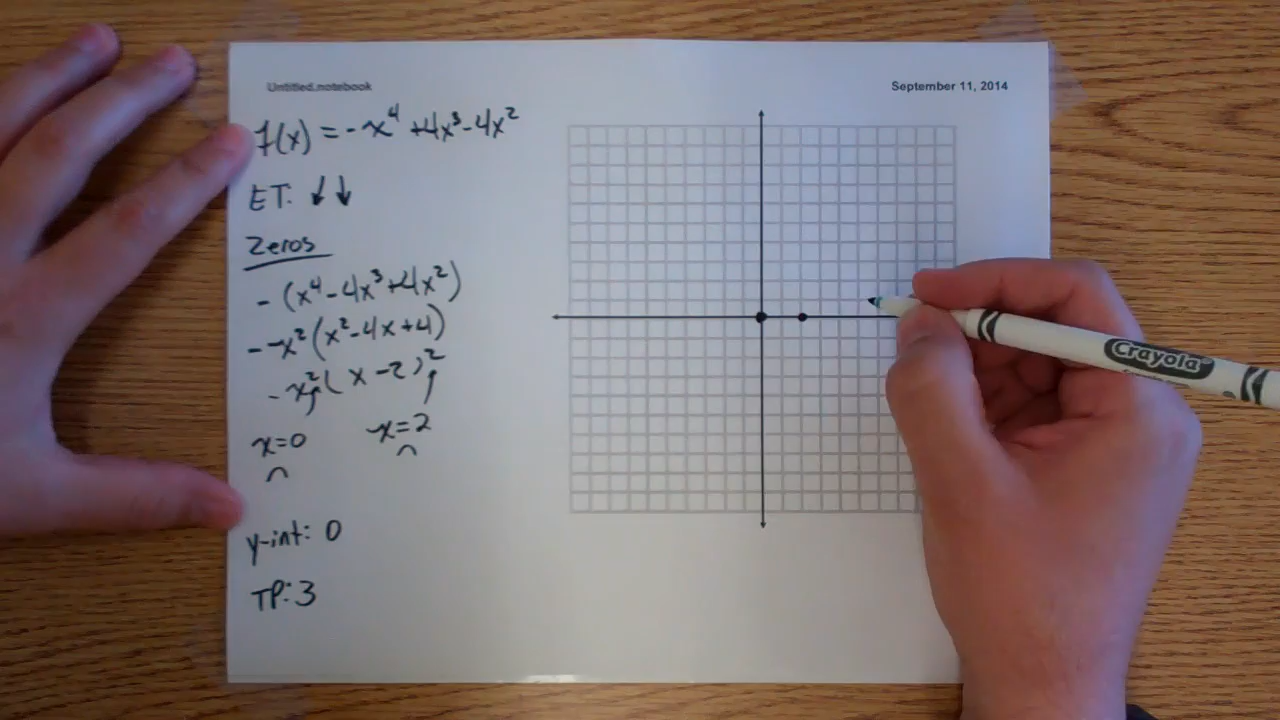 Untitled.notebook
September 11, 2014
f(x) = -x⁴ + 4x³ - 4x²
ET: ↓ ↓
Zeros
- (x⁴ - 4x³ + 4x²)
- x² (x² - 4x + 4)
- x² (x - 2)²
x=0 x=2
y-int: 0
TP: 3
Crayola